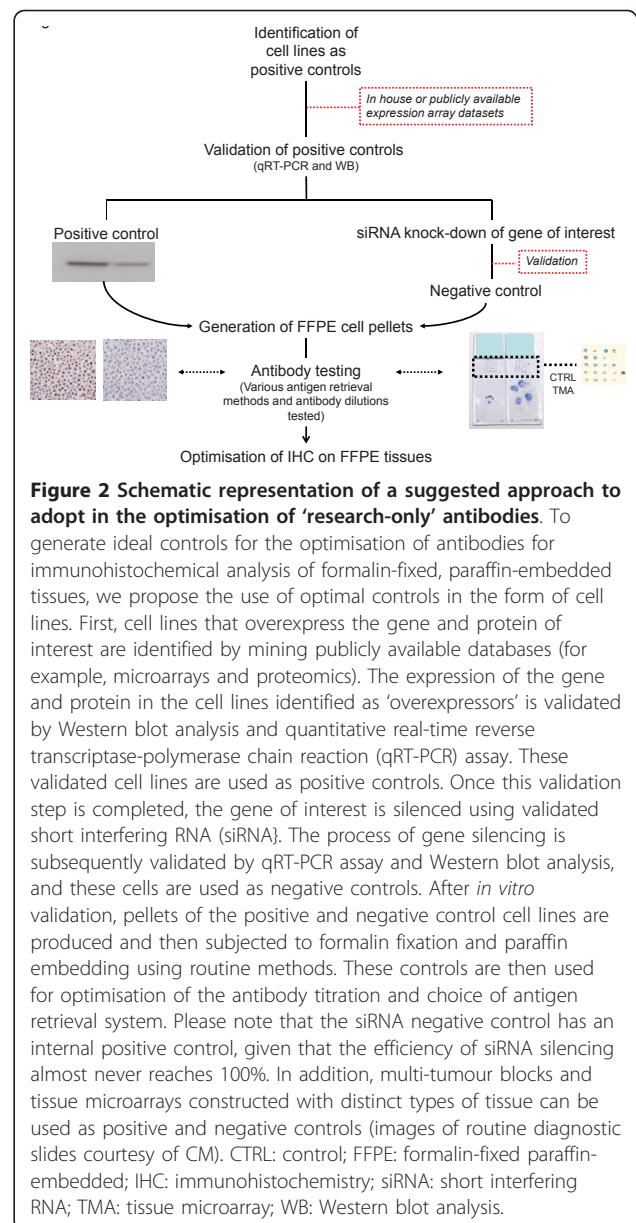 Identification of
cell lines as
positive controls
In house or publicly available
expression array datasets
Validation of positive controls
(qRT-PCR and WB)
Positive control
siRNA knock-down of gene of interest
Validation
Negative control
Generation of FFPE cell pellets
Antibody testing
(Various antigen retrieval
methods and antibody dilutions
tested)
CTRL
TMA
Optimisation of IHC on FFPE tissues
Figure 2 Schematic representation of a suggested approach to
adopt in the optimisation of ‘research-only’ antibodies. To
generate ideal controls for the optimisation of antibodies for
immunohistochemical analysis of formalin-fixed, paraffin-embedded
tissues, we propose the use of optimal controls in the form of cell
lines. First, cell lines that overexpress the gene and protein of
interest are identified by mining publicly available databases (for
example, microarrays and proteomics). The expression of the gene
and protein in the cell lines identified as ‘overexpressors’ is validated
by Western blot analysis and quantitative real-time reverse
transcriptase-polymerase chain reaction (qRT-PCR) assay. These
validated cell lines are used as positive controls. Once this validation
step is completed, the gene of interest is silenced using validated
short interfering RNA (siRNA}. The process of gene silencing is
subsequently validated by qRT-PCR assay and Western blot analysis,
and these cells are used as negative controls. After in vitro
validation, pellets of the positive and negative control cell lines are
produced and then subjected to formalin fixation and paraffin
embedding using routine methods. These controls are then used
for optimisation of the antibody titration and choice of antigen
retrieval system. Please note that the siRNA negative control has an
internal positive control, given that the efficiency of siRNA silencing
almost never reaches 100%. In addition, multi-tumour blocks and
tissue microarrays constructed with distinct types of tissue can be
used as positive and negative controls (images of routine diagnostic
slides courtesy of CM). CTRL: control; FFPE: formalin-fixed paraffin-
embedded; IHC: immunohistochemistry; siRNA: short interfering
RNA; TMA: tissue microarray; WB: Western blot analysis.